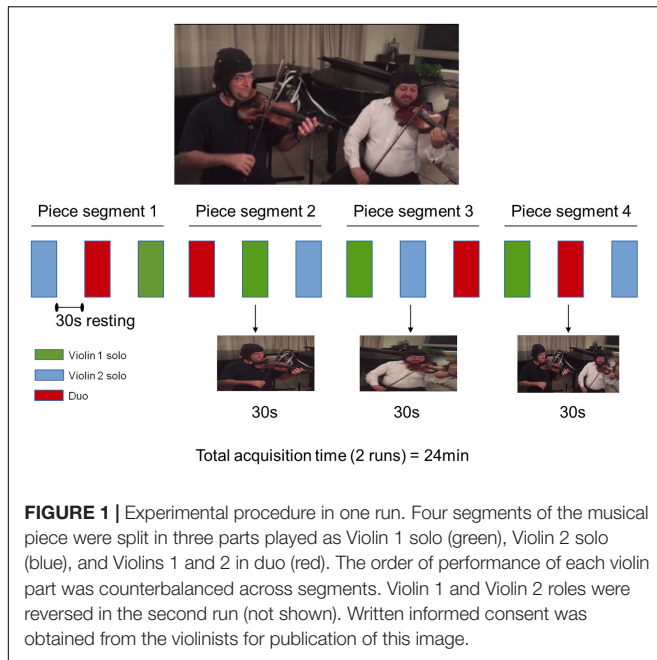 Piece segment 1 Piece segment 2 Piece segment 3 Piece segment 4
30s resting
Violin 1 solo
Violin 2 solo
Duo
30s 30s 30s
Total acquisition time (2 runs) = 24min
FIGURE 1 | Experimental procedure in one run. Four segments of the musical
piece were split in three parts played as Violin 1 solo (green), Violin 2 solo
(blue), and Violins 1 and 2 in duo (red). The order of performance of each violin
part was counterbalanced across segments. Violin 1 and Violin 2 roles were
reversed in the second run (not shown). Written informed consent was
obtained from the violinists for publication of this image.